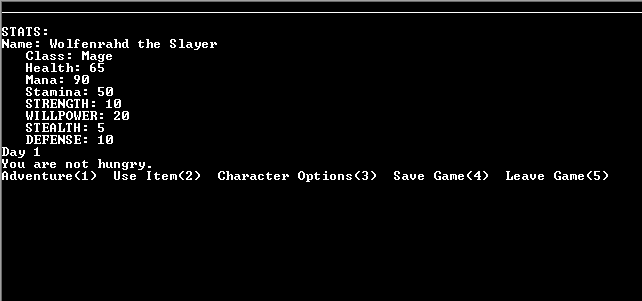 STATS:
Name: Wolfenrahd the Slayer
Class: Mage
Health: 65
Mana: 90
Stamina: 50
STRENGTH: 10
WILLPOWER: 20
STEALTH: 5
DEFENSE: 10
Day 1
You are not hungry.
Adventure(1)  Use Item(2)  Character Options(3)  Save Game(4)  Leave Game(5)